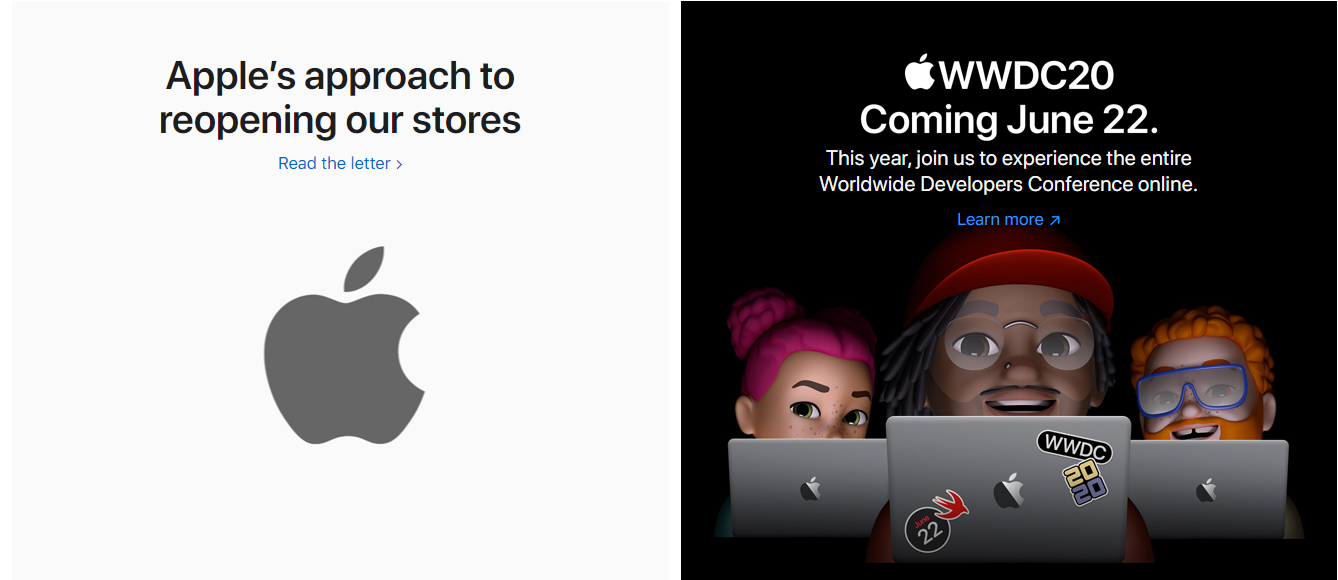 Apple’s approach to
reopening our stores
Read the letter >
WWDC20
Coming June 22.
This year, join us to experience the entire
Worldwide Developers Conference online.
Learn more ↗
WWDC
20
20
June
22